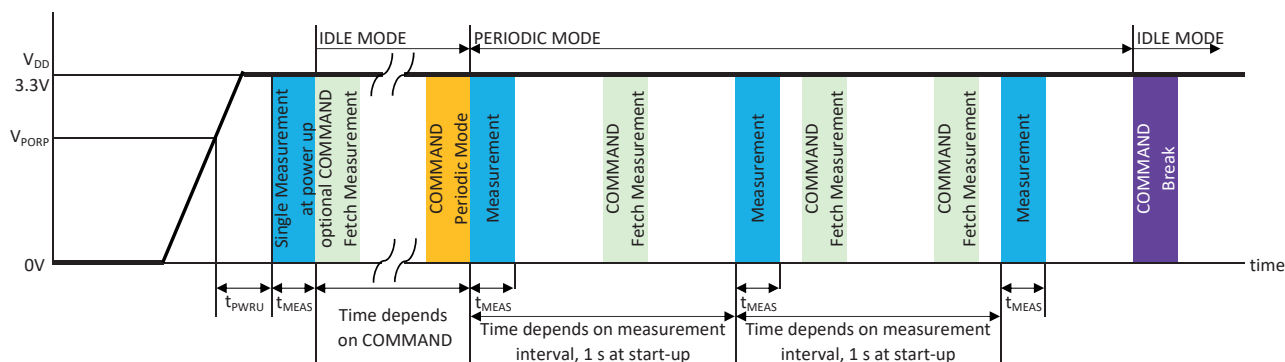 IDLE MODE
PERIODIC MODE
IDLE MODE
VDD
3.3V
VPORP
0V
Single Measurement
at power up
optional COMMAND
Fetch Measurement
COMMAND
Periodic Mode
Measurement
COMMAND
Fetch Measurement
Measurement
COMMAND
Fetch Measurement
COMMAND
Fetch Measurement
Measurement
COMMAND
Break
time
tPWRU
tMEAS
Time depends
on COMMAND
tMEAS
Time depends on measurement
interval, 1 s at start-up
tMEAS
Time depends on measurement
interval, 1 s at start-up
tMEAS